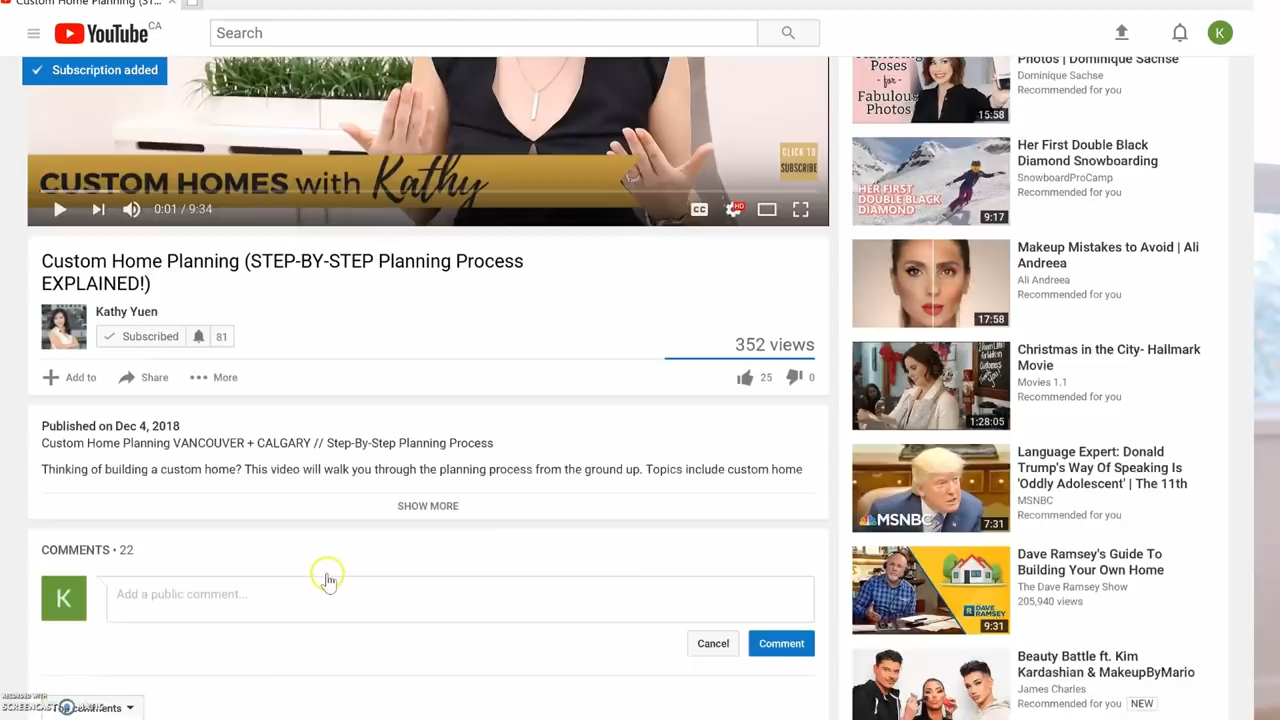 Custom Home Planning (ST...
YouTube CA
Search
K
Subscription added
CLICK TO
SUBSCRIBE
CUSTOM HOMES with Kathy
0:01 / 9:34
CC
HD
Custom Home Planning (STEP-BY-STEP Planning Process
EXPLAINED!)
Kathy Yuen
Subscribed 81
352 views
Add to Share More 25 0
Published on Dec 4, 2018
Custom Home Planning VANCOUVER + CALGARY // Step-By-Step Planning Process
Thinking of building a custom home? This video will walk you through the planning process from the ground up. Topics include custom home
SHOW MORE
COMMENTS • 22
K
Add a public comment...
Cancel Comment
Top comments
RECORDED WITH
Poses
-for-
Fabulous
Photos
15:58
Photos | Dominique Sachse
Dominique Sachse
Recommended for you
HER FIRST
DOUBLE BLACK
DIAMOND
9:17
Her First Double Black
Diamond Snowboarding
SnowboardProCamp
Recommended for you
17:58
Makeup Mistakes to Avoid | Ali
Andreea
Ali Andreea
Recommended for you
1:28:05
Christmas in the City- Hallmark
Movie
Movies 1.1
Recommended for you
MSNBC
7:31
Language Expert: Donald
Trump's Way Of Speaking Is
'Oddly Adolescent' | The 11th
MSNBC
Recommended for you
DAVE
RAMSEY
9:31
Dave Ramsey's Guide To
Building Your Own Home
The Dave Ramsey Show
205,940 views
Beauty Battle ft. Kim
Kardashian & MakeupByMario
James Charles
Recommended for you NEW